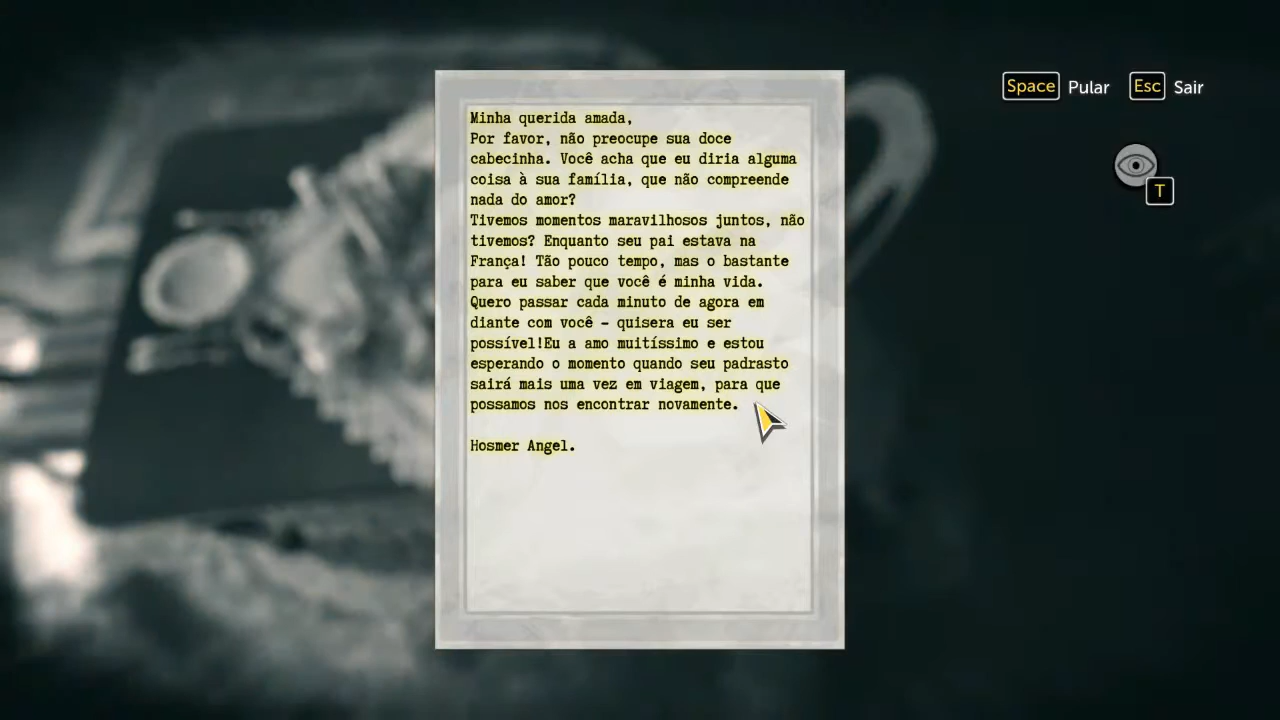 Space Pular Esc Sair
T
Minha querida amada,
Por favor, não preocupe sua doce
cabecinha. Você acha que eu diria alguma
coisa à sua família, que não compreende
nada do amor?
Tivemos momentos maravilhosos juntos, não
tivemos? Enquanto seu pai estava na
França! Tão pouco tempo, mas o bastante
para eu saber que você é minha vida.
Quero passar cada minuto de agora em
diante com você - quisera eu ser
possível!Eu a amo muitíssimo e estou
esperando o momento quando seu padrasto
sairá mais uma vez em viagem, para que
possamos nos encontrar novamente.
Hosmer Angel.